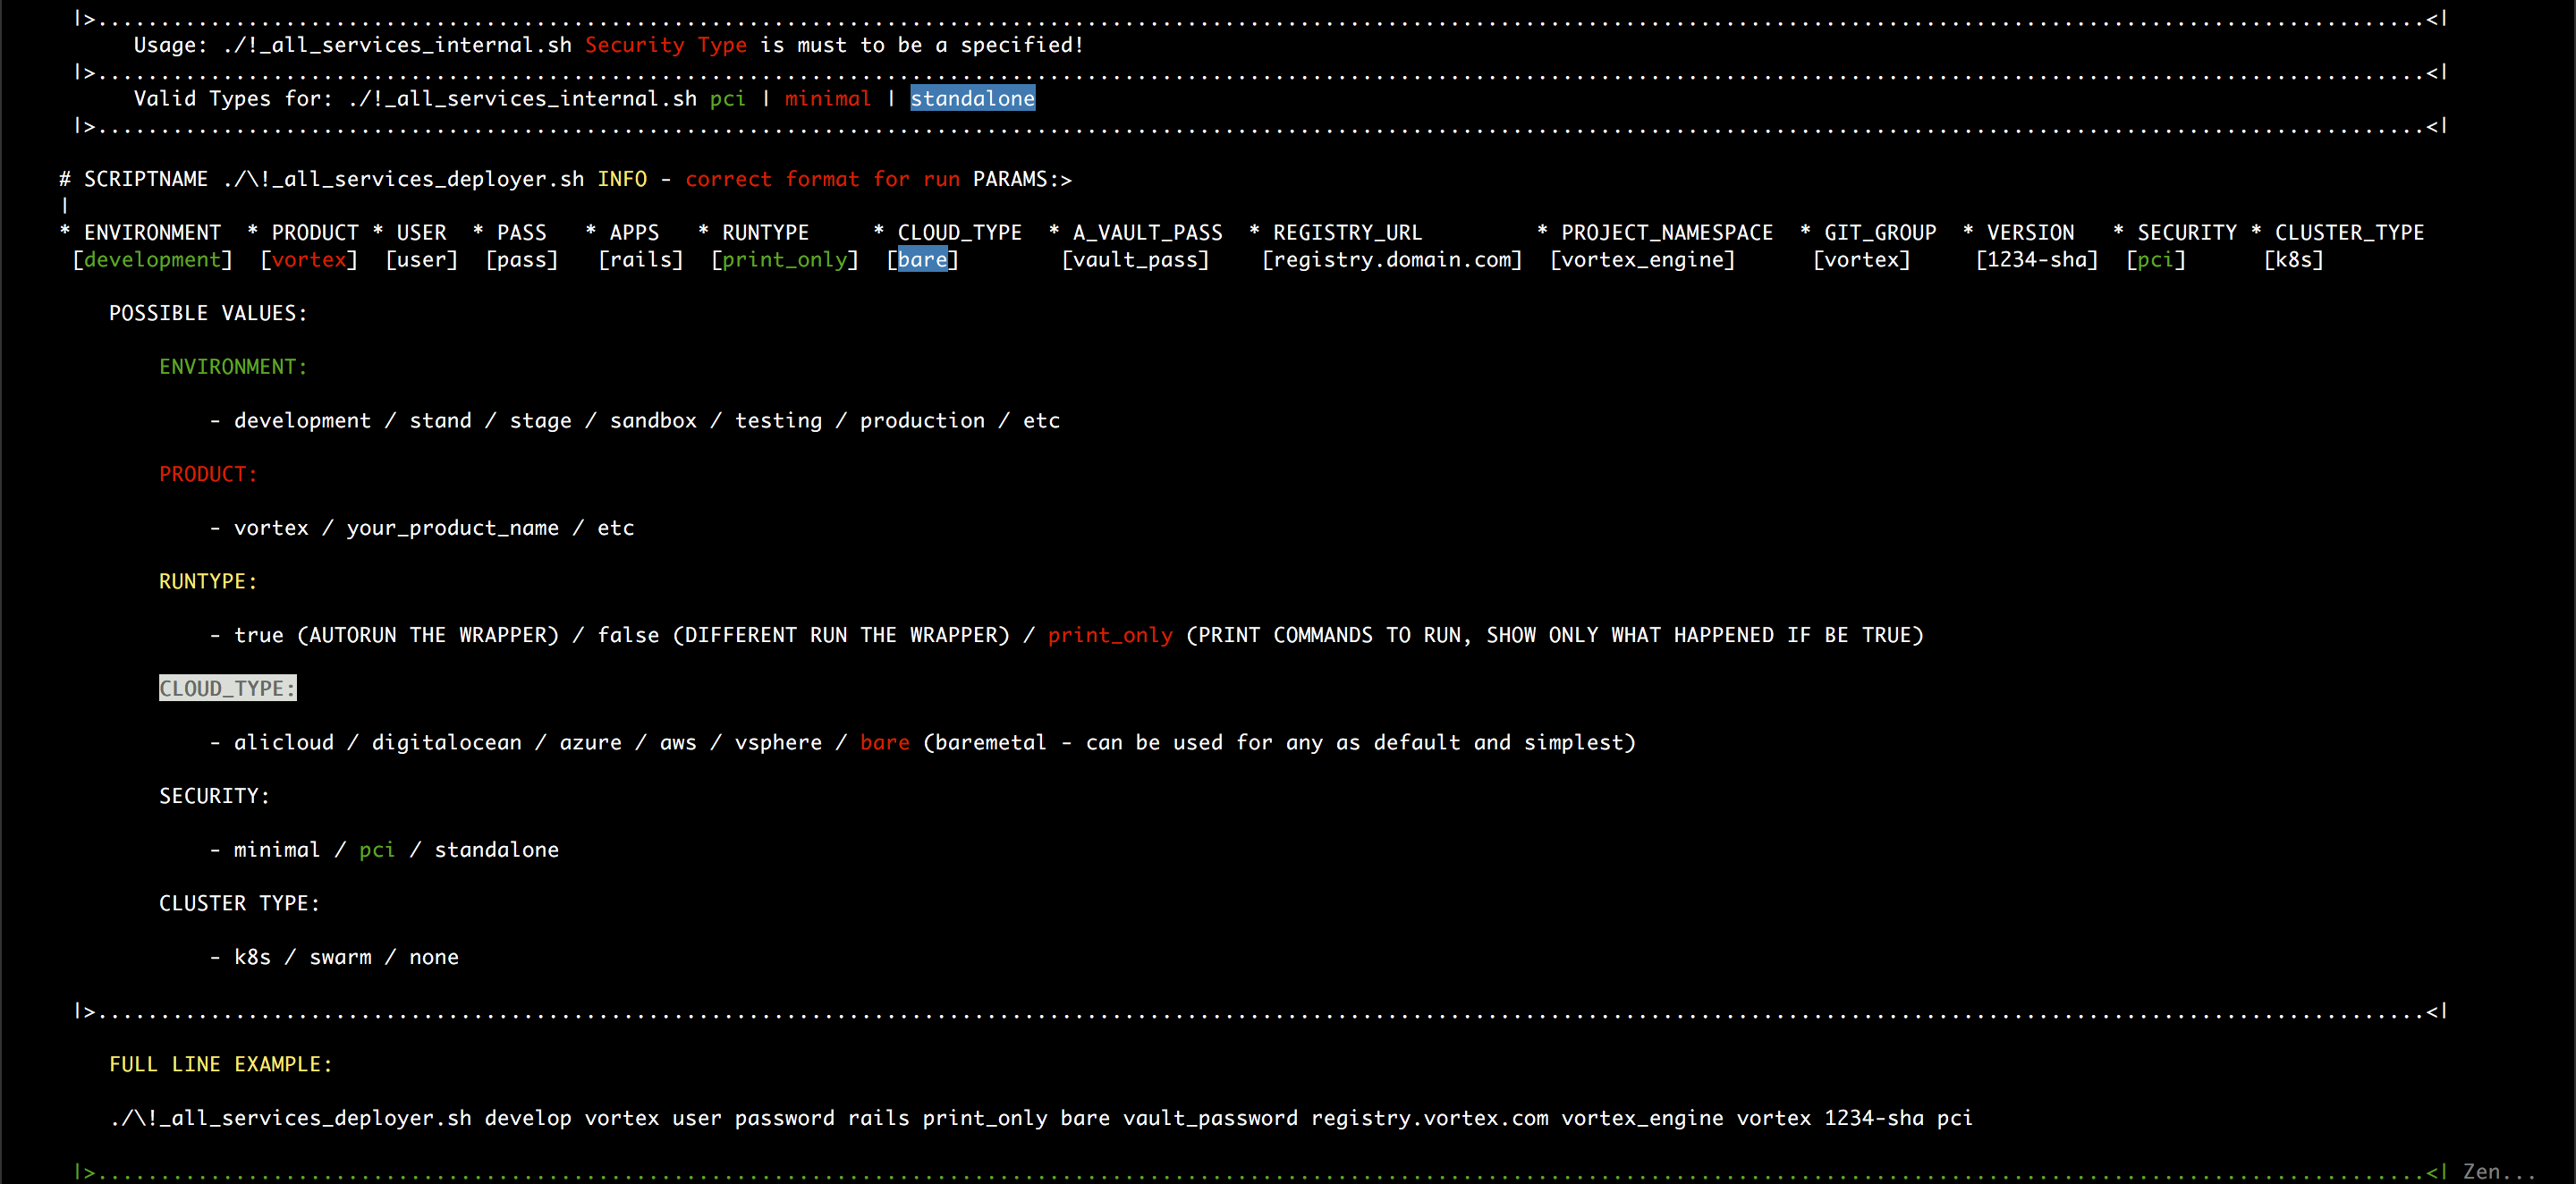 |>..........................................................................................................................................................................................<|
Usage: ./!_all_services_internal.sh Security Type is must to be a specified!
|>..........................................................................................................................................................................................<|
Valid Types for: ./!_all_services_internal.sh pci | minimal | standalone
|>..........................................................................................................................................................................................<|
# SCRIPTNAME ./\!_all_services_deployer.sh INFO - correct format for run PARAMS:>
|
* ENVIRONMENT  * PRODUCT * USER  * PASS   * APPS   * RUNTYPE     * CLOUD_TYPE  * A_VAULT_PASS  * REGISTRY_URL         * PROJECT_NAMESPACE  * GIT_GROUP  * VERSION   * SECURITY * CLUSTER_TYPE
[development]  [vortex]  [user]  [pass]   [rails]  [print_only]  [bare]        [vault_pass]    [registry.domain.com]  [vortex_engine]      [vortex]     [1234-sha]  [pci]      [k8s]
POSSIBLE VALUES:
ENVIRONMENT:
- development / stand / stage / sandbox / testing / production / etc
PRODUCT:
- vortex / your_product_name / etc
RUNTYPE:
- true (AUTORUN THE WRAPPER) / false (DIFFERENT RUN THE WRAPPER) / print_only (PRINT COMMANDS TO RUN, SHOW ONLY WHAT HAPPENED IF BE TRUE)
CLOUD_TYPE:
- alicloud / digitalocean / azure / aws / vsphere / bare (baremetal - can be used for any as default and simplest)
SECURITY:
- minimal / pci / standalone
CLUSTER TYPE:
- k8s / swarm / none
|>..........................................................................................................................................................................................<|
FULL LINE EXAMPLE:
./\!_all_services_deployer.sh develop vortex user password rails print_only bare vault_password registry.vortex.com vortex_engine vortex 1234-sha pci
|>..........................................................................................................................................................................................<| Zen...